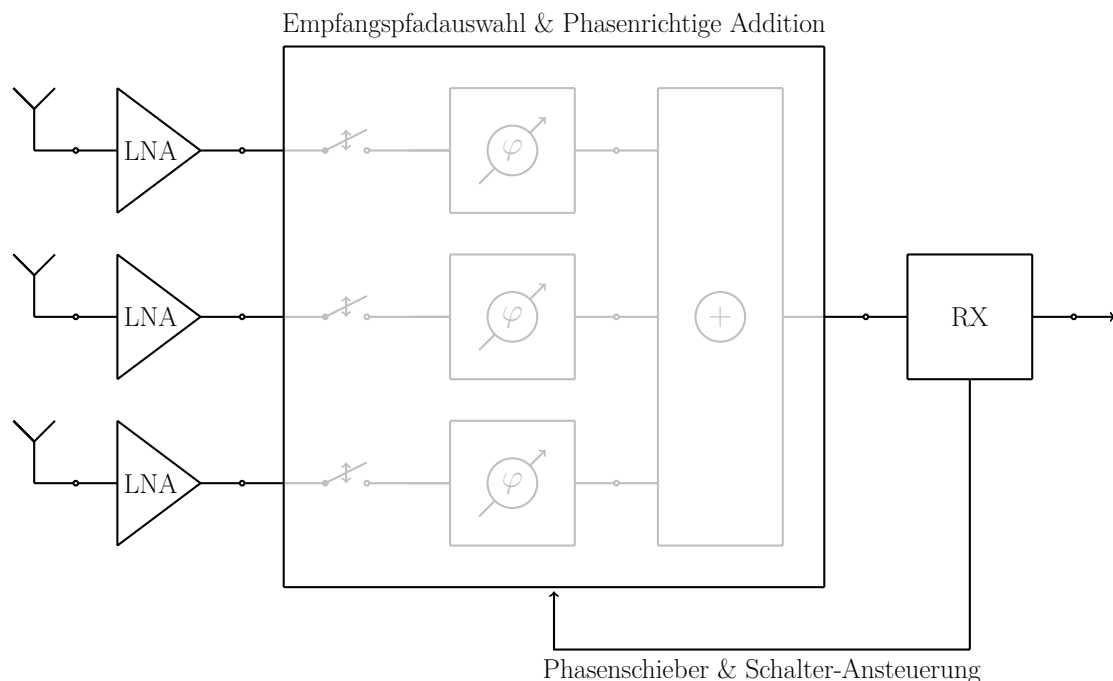 Empfangspfadauswahl & Phasenrichtige Addition
LNA
φ
LNA
φ
+
RX
LNA
φ
Phasenschieber & Schalter-Ansteuerung